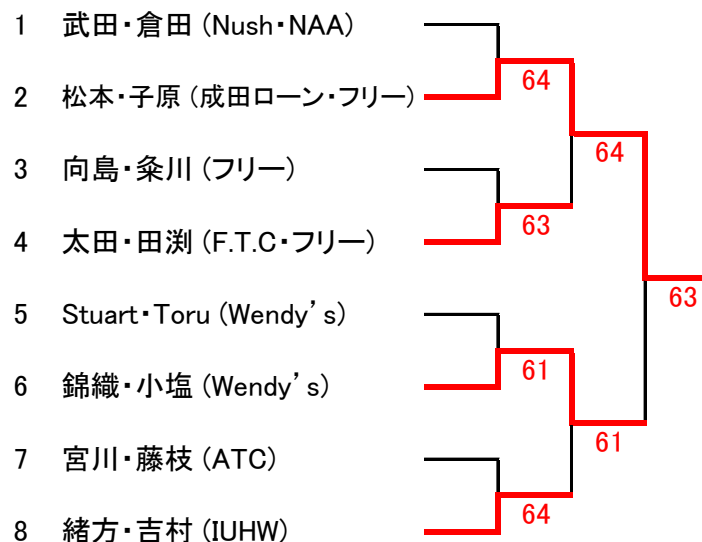 1 武田・倉田 (Nush・NAA)
2 松本・子原 (成田ローン・フリー)
3 向島・粂川 (フリー)
4 太田・田渕 (F.T.C・フリー)
5 Stuart・Toru (Wendy's)
6 錦織・小塩 (Wendy's)
7 宮川・藤枝 (ATC)
8 緒方・吉村 (IUHW)
64
63
61
64
64
61
63